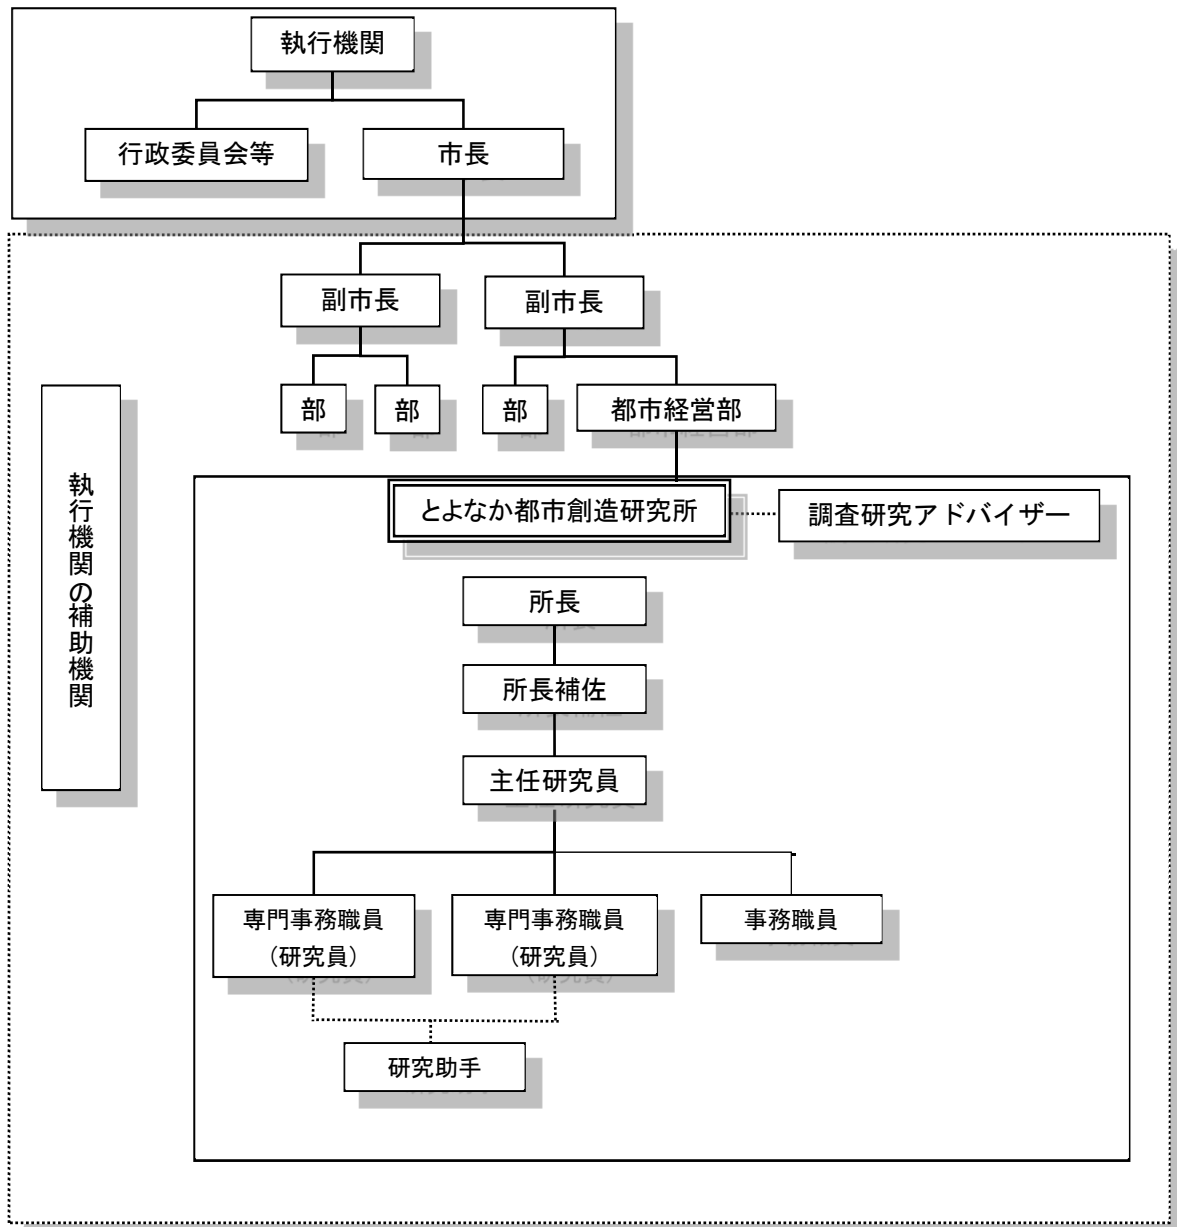 執行機関
行政委員会等
市長
副市長
副市長
部
部
部
都市経営部
執行機関の補助機関
とよなか都市創造研究所
調査研究アドバイザー
所長
所長補佐
主任研究員
専門事務職員
（研究員）
専門事務職員
（研究員）
事務職員
研究助手